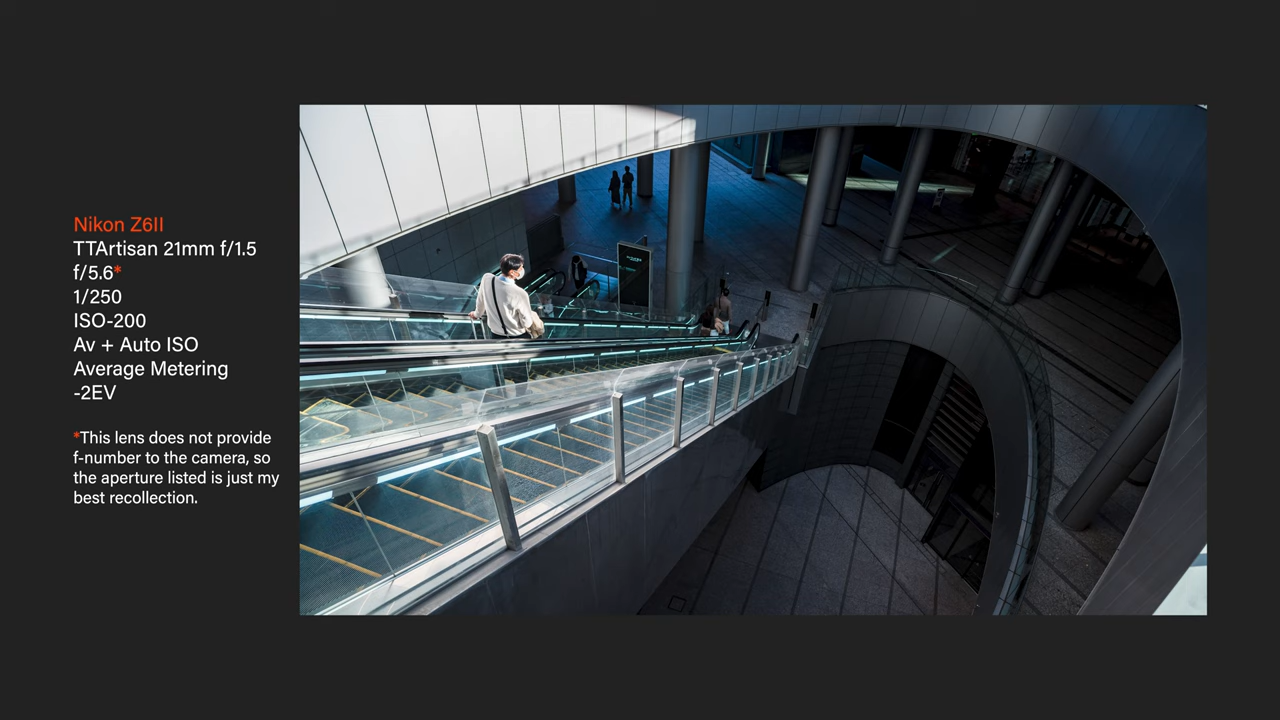 Nikon Z6II
TTArtisan 21mm f/1.5
f/5.6*
1/250
ISO-200
Av + Auto ISO
Average Metering
-2EV
*This lens does not provide
f-number to the camera, so
the aperture listed is just my
best recollection.